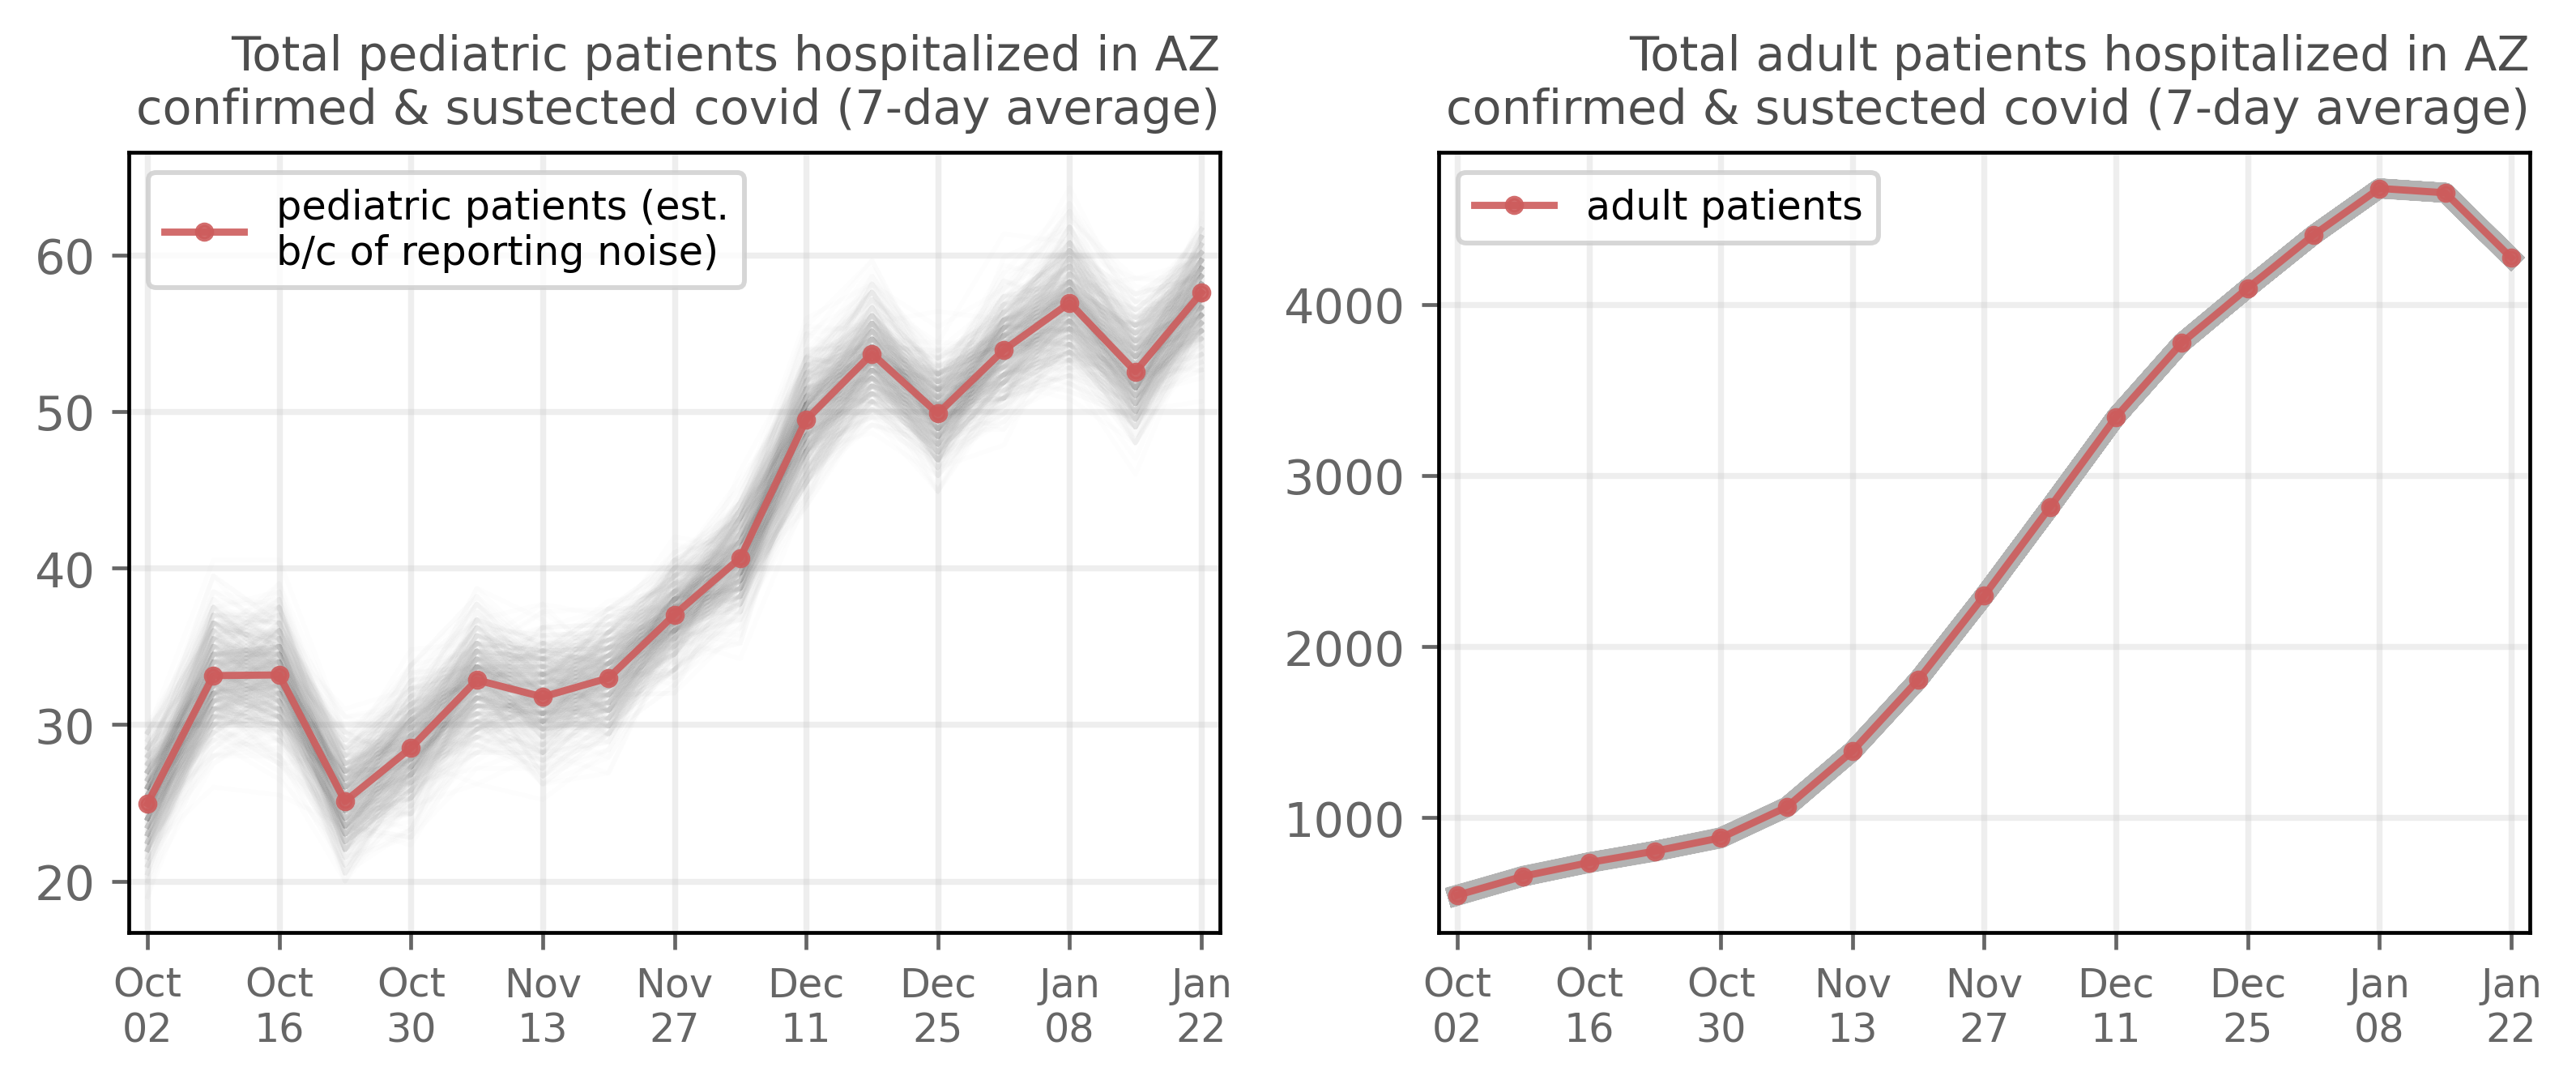 Total pediatric patients hospitalized in AZ
confirmed & sustected covid (7-day average)
pediatric patients (est.
b/c of reporting noise)
60
50
40
30
20
Oct Oct Oct Nov Nov Dec Dec Jan Jan
02 16 30 13 27 11 25 08 22
Total adult patients hospitalized in AZ
confirmed & sustected covid (7-day average)
adult patients
4000
3000
2000
1000
Oct Oct Oct Nov Nov Dec Dec Jan Jan
02 16 30 13 27 11 25 08 22